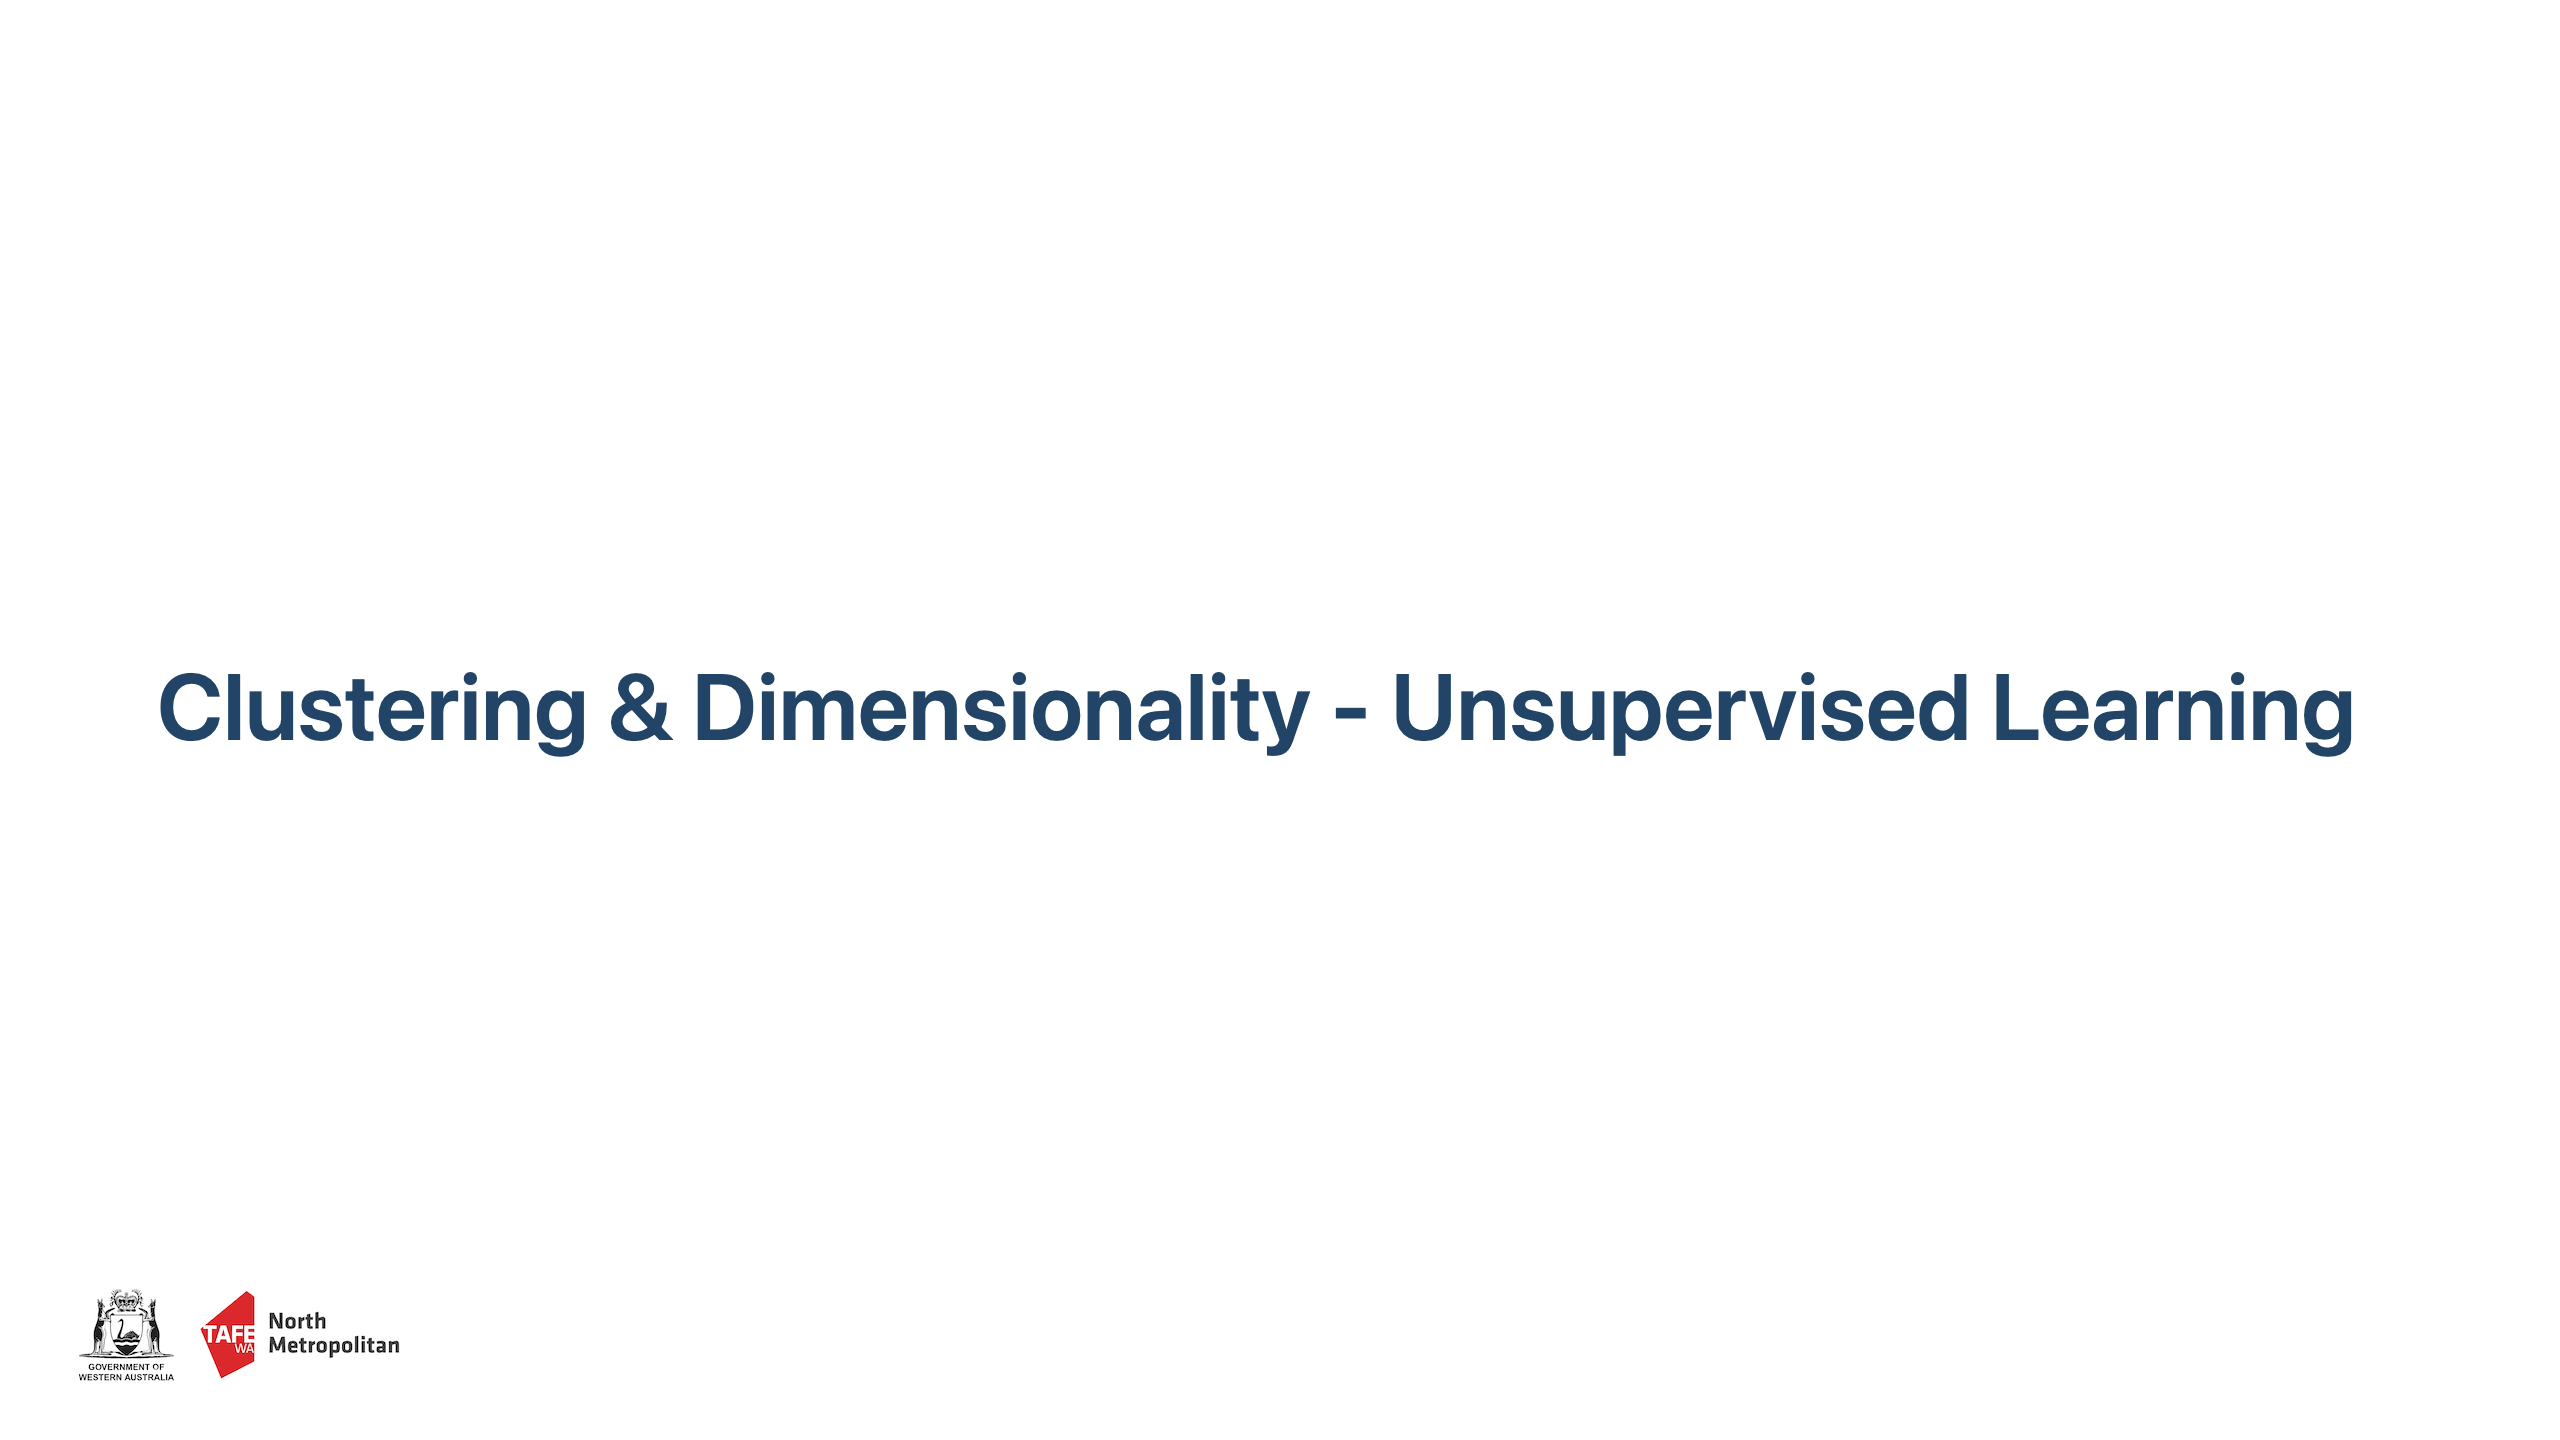 Clustering & Dimensionality - Unsupervised Learning
GOVERNMENT OF
WESTERN AUSTRALIA
TAFE
WA
North
Metropolitan